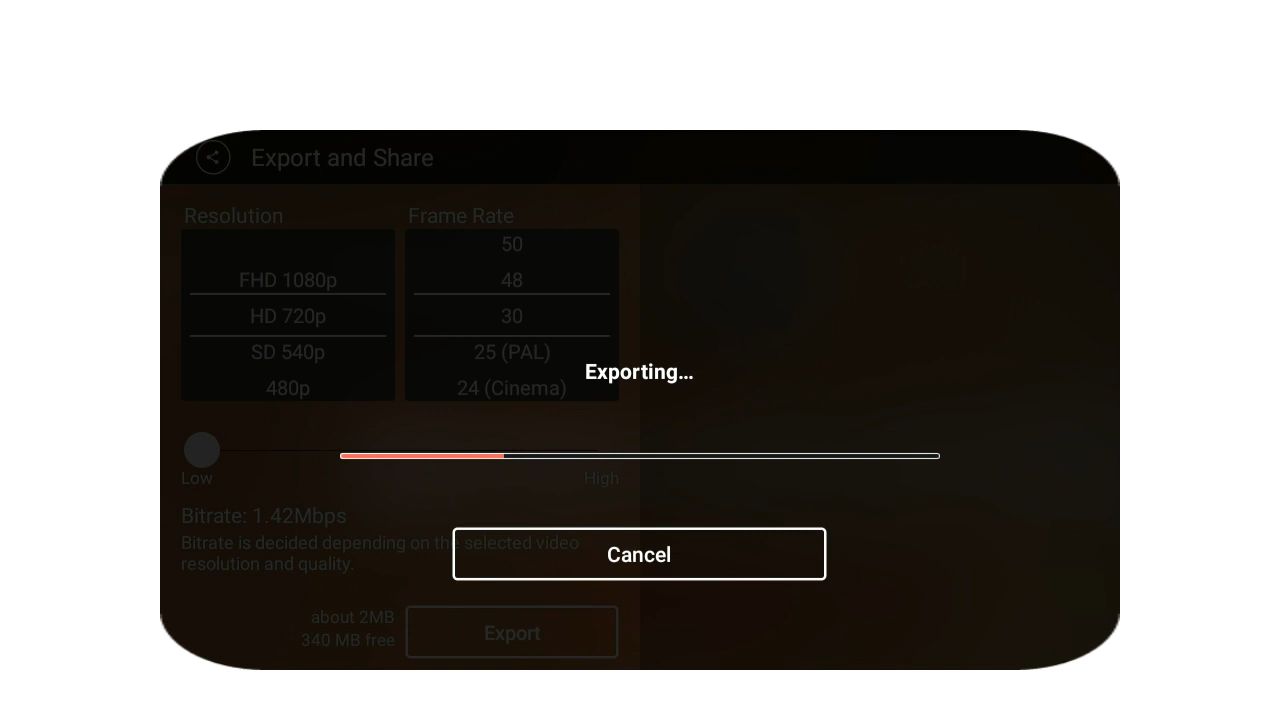 Export and Share
Resolution
Frame Rate
50
FHD 1080p
48
HD 720p
30
SD 540p
25 (PAL)
480p
24 (Cinema)
Exporting...
Low
High
Bitrate: 1.42Mbps
Bitrate is decided depending on the selected video
resolution and quality.
Cancel
about 2MB
340 MB free
Export